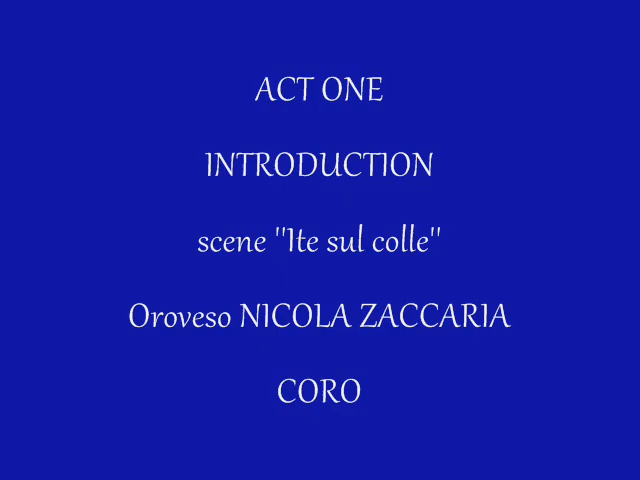 ACT ONE
INTRODUCTION
scene "Ite sul colle"
Oroveso NICOLA ZACCARIA
CORO